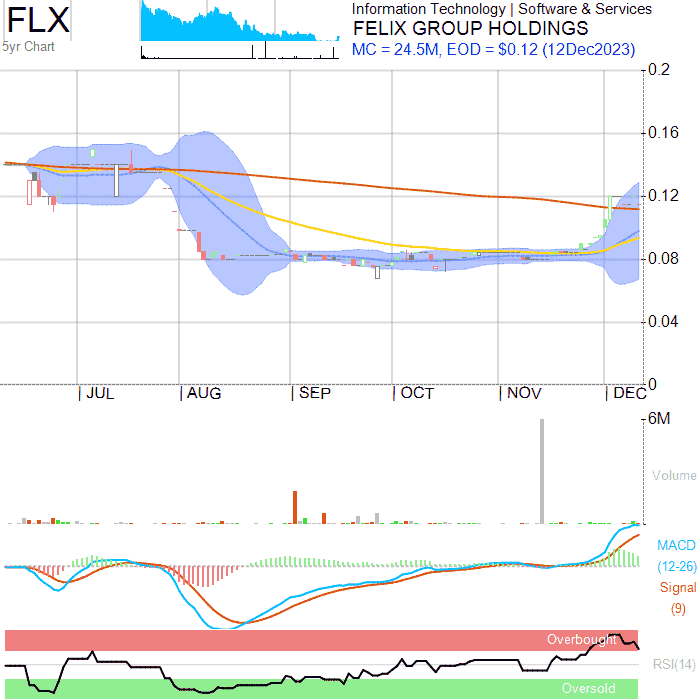 FLX
5yr Chart
Information Technology | Software & Services
FELIX GROUP HOLDINGS
MC = 24.5M, EOD = $0.12 (12Dec2023)
0.2
0.16
0.12
0.08
0.04
0
| JUL | AUG | SEP | OCT | NOV | DEC
6M
Volume
MACD
(12-26)
Signal
(9)
Overbought
RSI(14)
Oversold